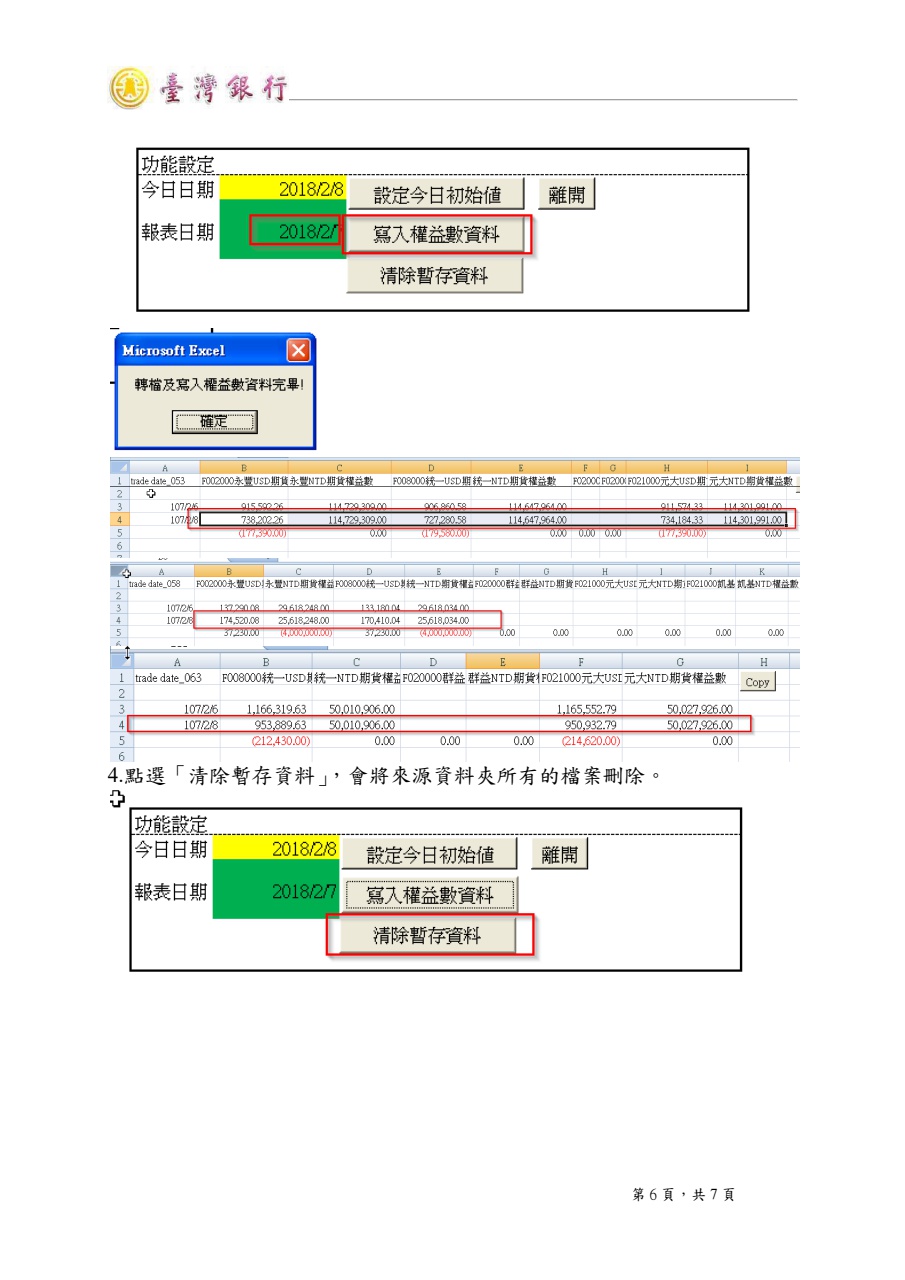 臺灣銀行
功能設定
今日日期 2018/2/8 設定今日初始值 離開
報表日期 2018/2/7 寫入權益數資料
清除暫存資料
Microsoft Excel
轉檔及寫入權益數資料完畢!
確定
A B C D E F G H I
1 trade date_053 F002000永豐USD期貨 永豐NTD期貨權益數 F008000統一USD期 統一NTD期貨權益數 F0200 F0200 F021000元大USD期 元大NTD期貨權益數
2
3 107/2/6 915,592.26 114,729,309.00 906,860.58 114,647,964.00 911,574.33 114,301,991.00
4 107/2/8 738,202.26 114,729,309.00 727,280.58 114,647,964.00 734,184.33 114,301,991.00
5 (177,390.00) 0.00 (179,580.00) 0.00 0.00 0.00 (177,390.00) 0.00
6
A B C D E F G H I J K
1 trade date_058 F002000永豐USD 永豐NTD期貨權益 F008000統一USD 統一NTD期貨權益 F020000群益 群益NTD期貨 F021000元大USD 元大NTD期 F021000凱基 凱基NTD權益數
2
3 107/2/6 137,290.08 29,618,248.00 133,180.04 29,618,034.00
4 107/2/8 174,520.08 25,618,248.00 170,410.04 25,618,034.00
5 37,230.00 (4,000,000.00) 37,230.00 (4,000,000.00) 0.00 0.00 0.00 0.00 0.00 0.00
A B C D E F G H
1 trade date_063 F008000統一USD 統一NTD期貨權益 F020000群益 群益NTD期貨 F021000元大USD 元大NTD期貨權益數 Copy
2
3 107/2/6 1,166,319.63 50,010,906.00 1,165,552.79 50,027,926.00
4 107/2/8 953,889.63 50,010,906.00 950,932.79 50,027,926.00
5 (212,430.00) 0.00 0.00 0.00 (214,620.00) 0.00
6
4.點選「清除暫存資料」，會將來源資料夾所有的檔案刪除。
功能設定
今日日期 2018/2/8 設定今日初始值 離開
報表日期 2018/2/7 寫入權益數資料
清除暫存資料
第 6 頁，共 7 頁